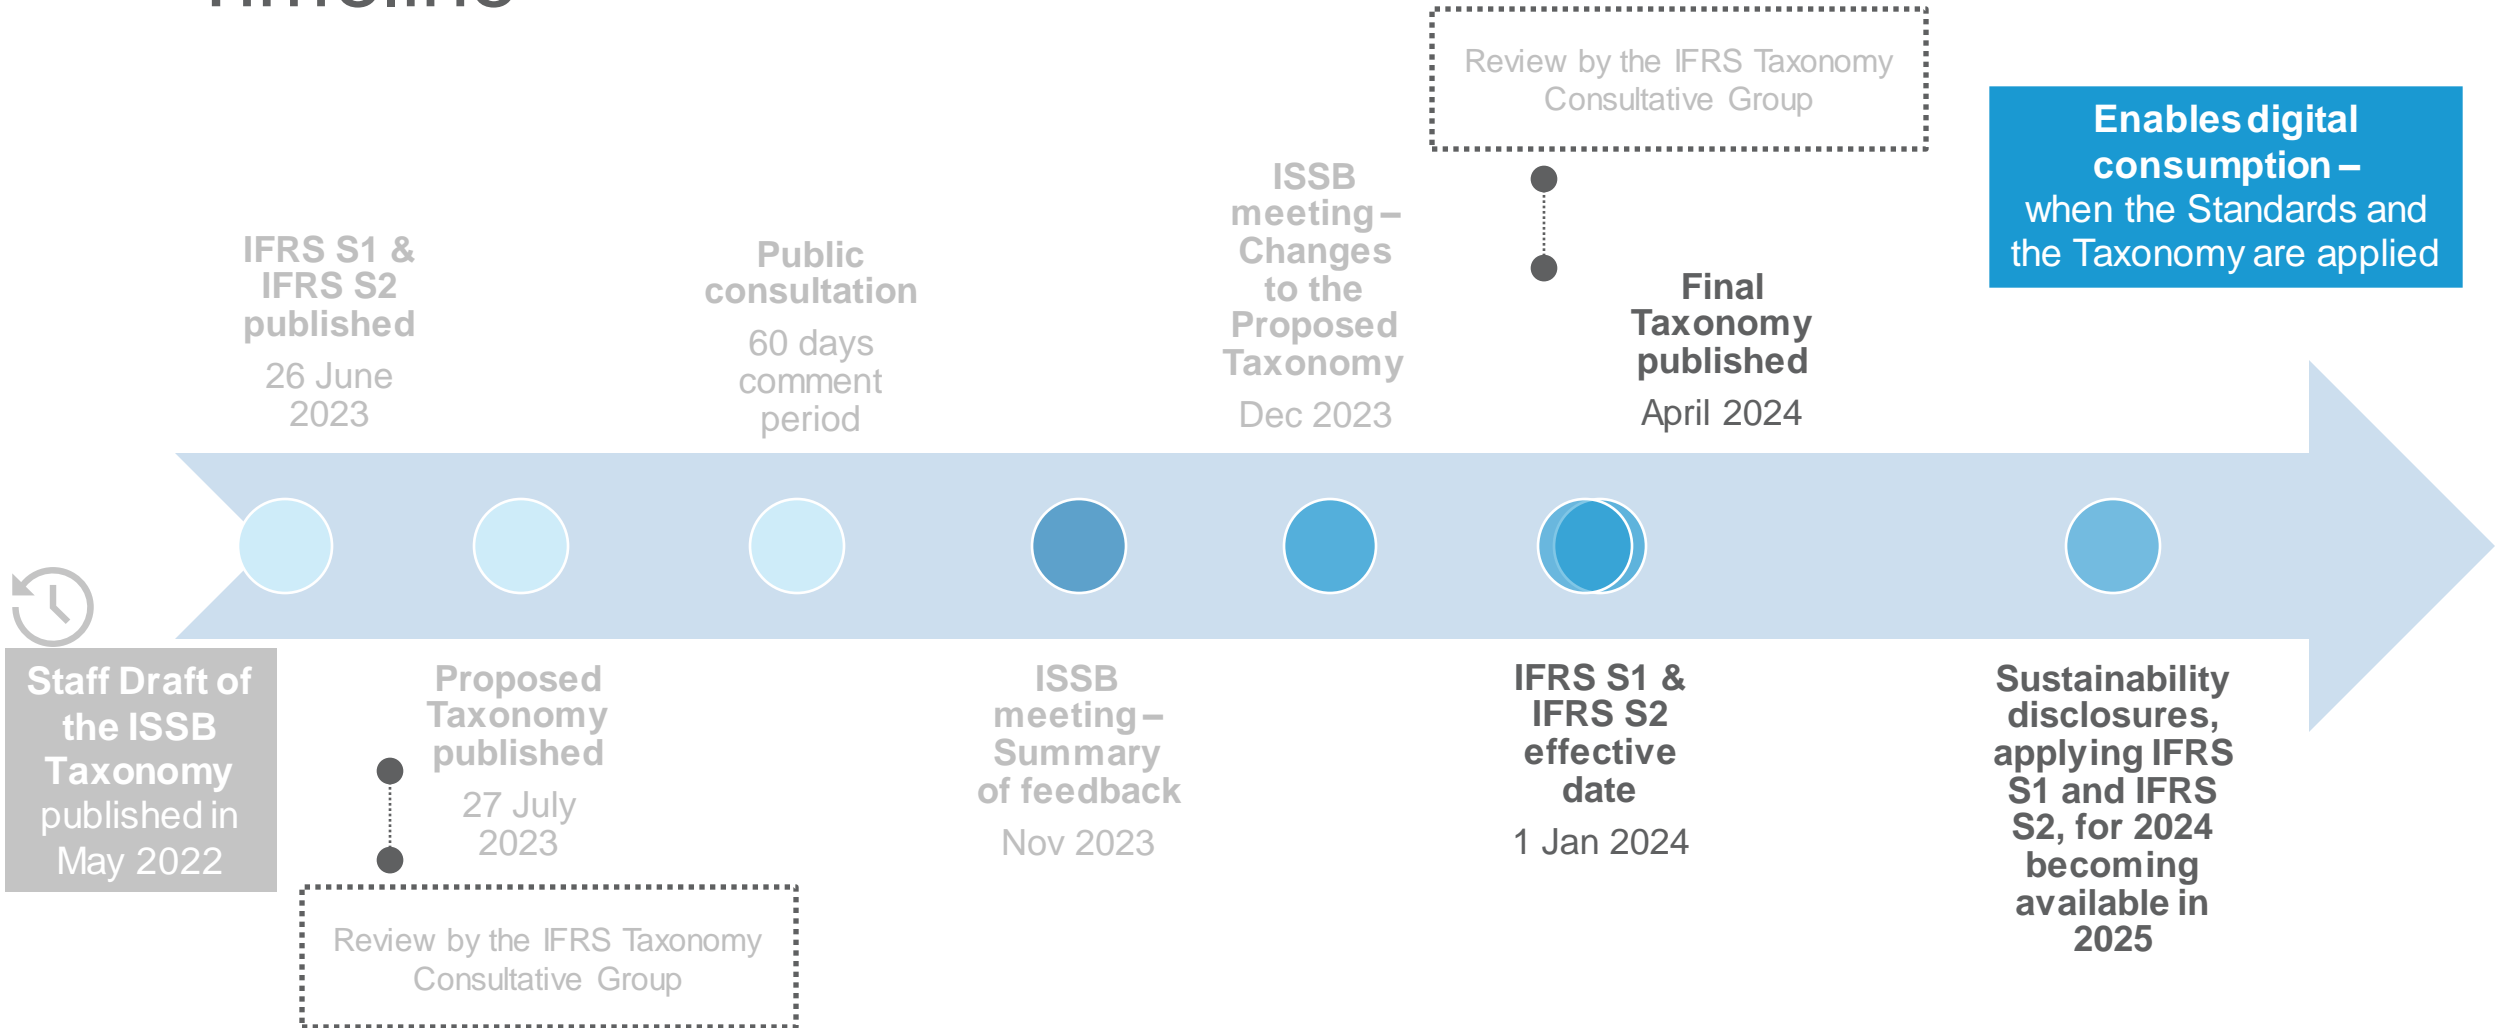 Timeline
Review by the IFRS Taxonomy
Consultative Group
Enables digital
consumption –
when the Standards and
the Taxonomy are applied
ISSB
meeting –
Changes
to the
Proposed
Taxonomy
Dec 2023
IFRS S1 &
IFRS S2
published
26 June
2023
Public
consultation
60 days
comment
period
Final
Taxonomy
published
April 2024
Staff Draft of
the ISSB
Taxonomy
published in
May 2022
Proposed
Taxonomy
published
27 July
2023
ISSB
meeting –
Summary
of feedback
Nov 2023
IFRS S1 &
IFRS S2
effective
date
1 Jan 2024
Sustainability
disclosures,
applying IFRS
S1 and IFRS
S2, for 2024
becoming
available in
2025
Review by the IFRS Taxonomy
Consultative Group